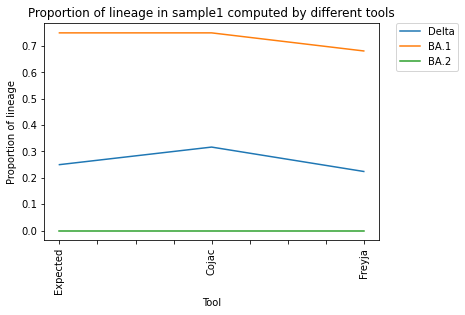 Proportion of lineage in sample1 computed by different tools
Delta
BA.1
BA.2
Proportion of lineage
0.7
0.6
0.5
0.4
0.3
0.2
0.1
0.0
Expected
Cojac
Freyja
Tool